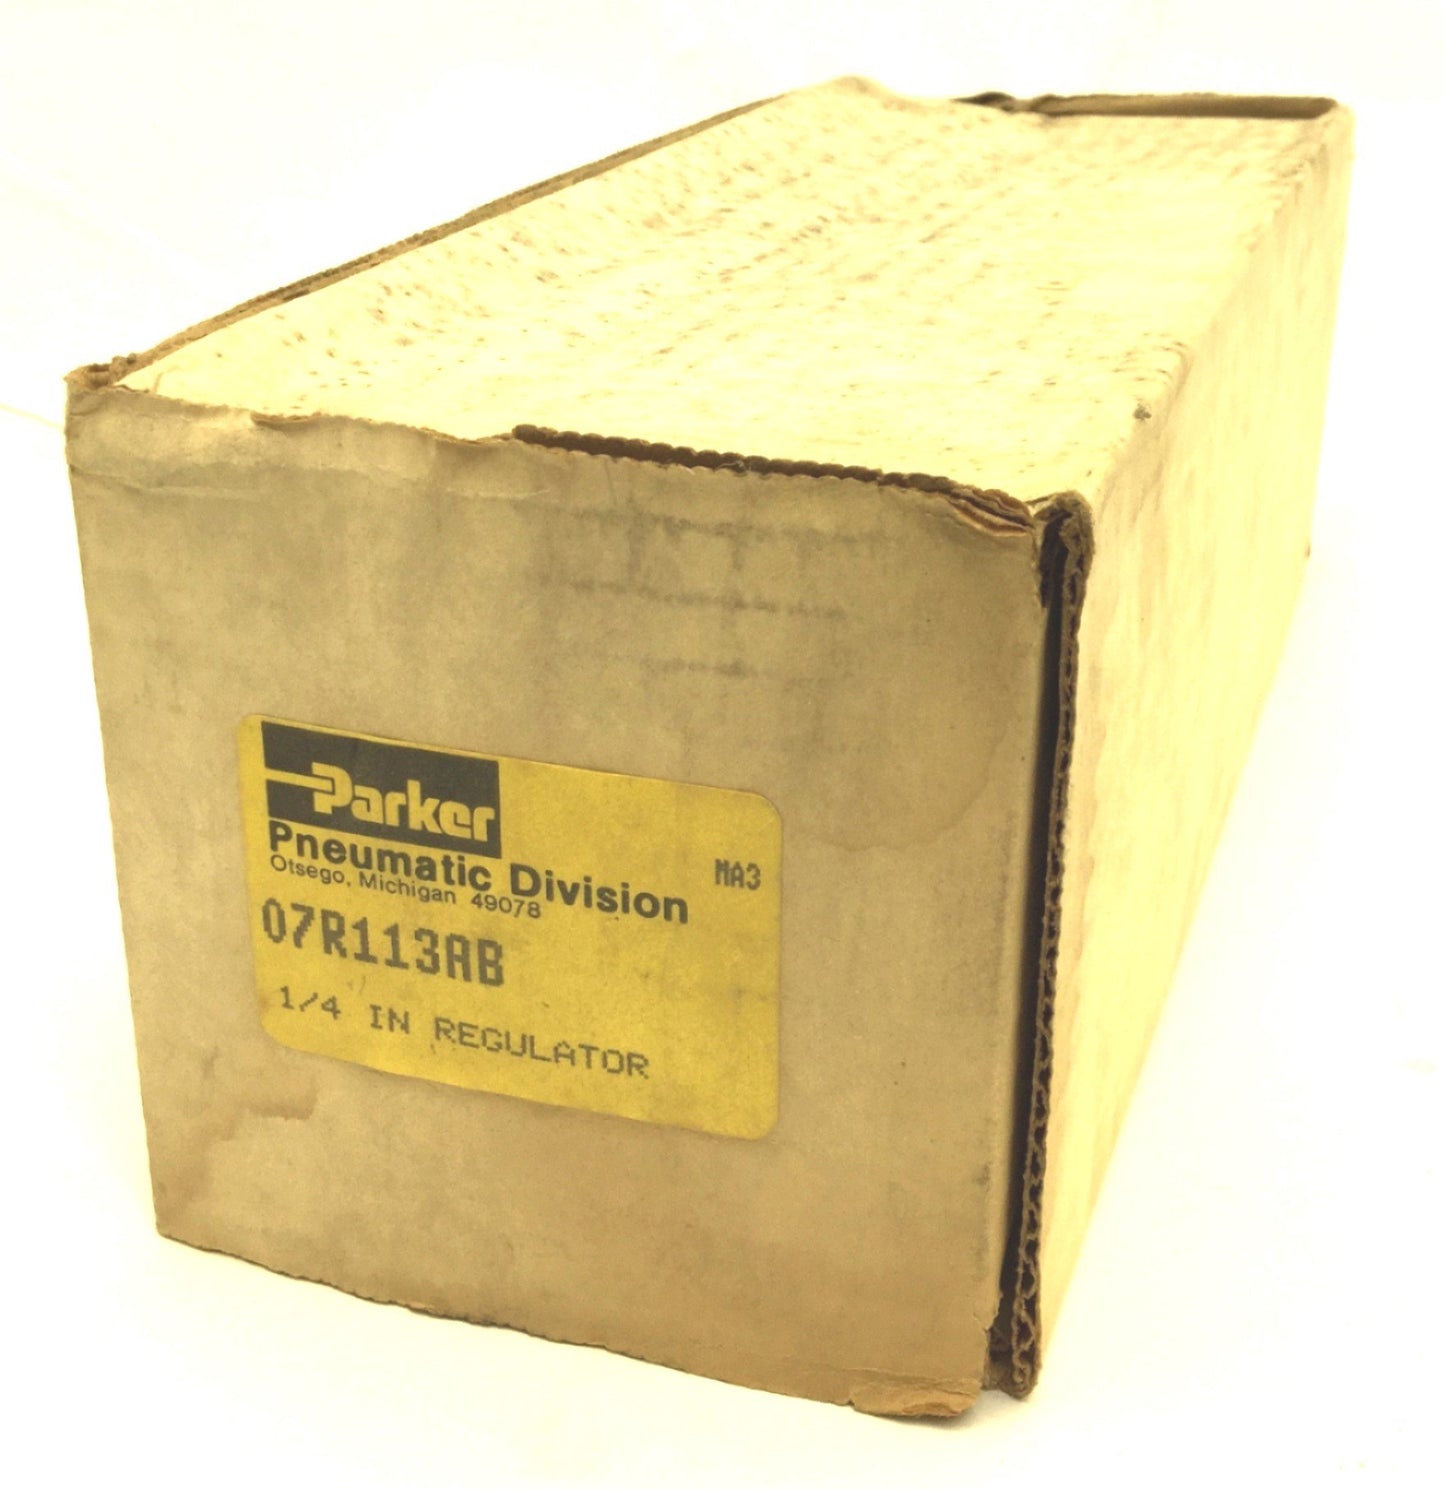 Parker
Pneumatic Division
Otsego, Michigan 49078
MA3
07R113AB
1/4 IN REGULATOR